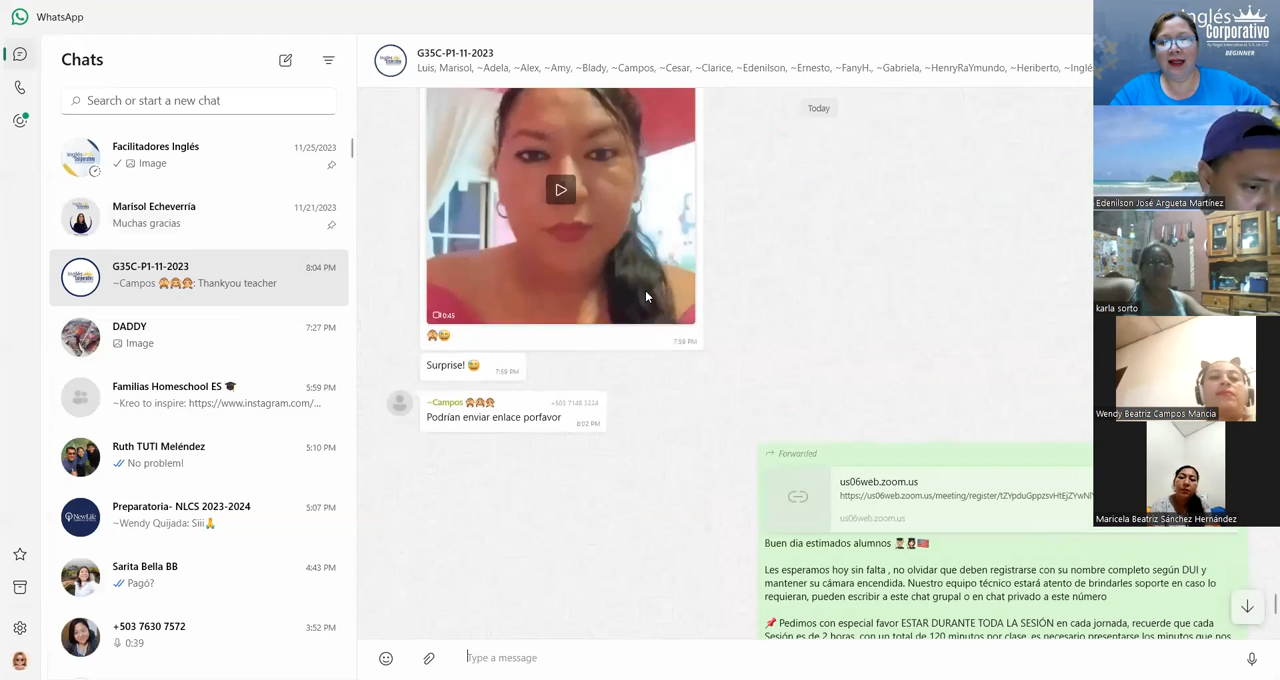 WhatsApp
Chats
Search or start a new chat
Facilitadores Inglés
11/25/2023
Image
Marisol Echeverría
11/21/2023
Muchas gracias
G35C-P1-11-2023
8:04 PM
~Campos 🙈🙈🙈: Thankyou teacher
DADDY
7:27 PM
Image
Familias Homeschool ES 🎓
5:59 PM
~Kreo to inspire: https://www.instagram.com/...
Ruth TUTI Meléndez
5:10 PM
No problem!
Preparatoria- NLCS 2023-2024
5:07 PM
~Wendy Quijada: Siii🙏
Sarita Bella BB
4:43 PM
Pagó?
+503 7630 7572
3:52 PM
0:39
G35C-P1-11-2023
Luis, Marisol, ~Adela, ~Alex, ~Amy, ~Blady, ~Campos, ~Cesar, ~Clarice, ~Edenilson, ~Ernesto, ~FanyH., ~Gabriela, ~HenryRaYmundo, ~Heriberto, ~Inglé
Today
0:45
🙈😅
7:59 PM
Surprise! 😅
7:59 PM
~Campos 🙈🙈🙈
+503 7148 3224
Podrían enviar enlace porfavor
8:02 PM
Forwarded
us06web.zoom.us
https://us06web.zoom.us/meeting/register/tZYpduGppzsvHtEjZYwNl
us06web.zoom.us
Buen dia estimados alumnos 👨🏼‍🎓👩🏻‍🎓🇺🇸
Les esperamos hoy sin falta , no olvidar que deben registrarse con su nombre completo según DUI y
mantener su cámara encendida. Nuestro equipo técnico estará atento de brindarles soporte en caso lo
requieran, pueden escribir a este chat grupal o en chat privado a este número
📌 Pedimos con especial favor ESTAR DURANTE TODA LA SESIÓN en cada jornada, recuerde que cada
Sesión es de 2 horas, con un total de 120 minutos por clase, es necesario presentarse los minutos que nos
Type a message
inglés
Corporativo
BEGINNER
Edenilson José Argueta Martínez
karla sorto
Wendy Beatriz Campos Mancia
Maricela Beatriz Sánchez Hernández